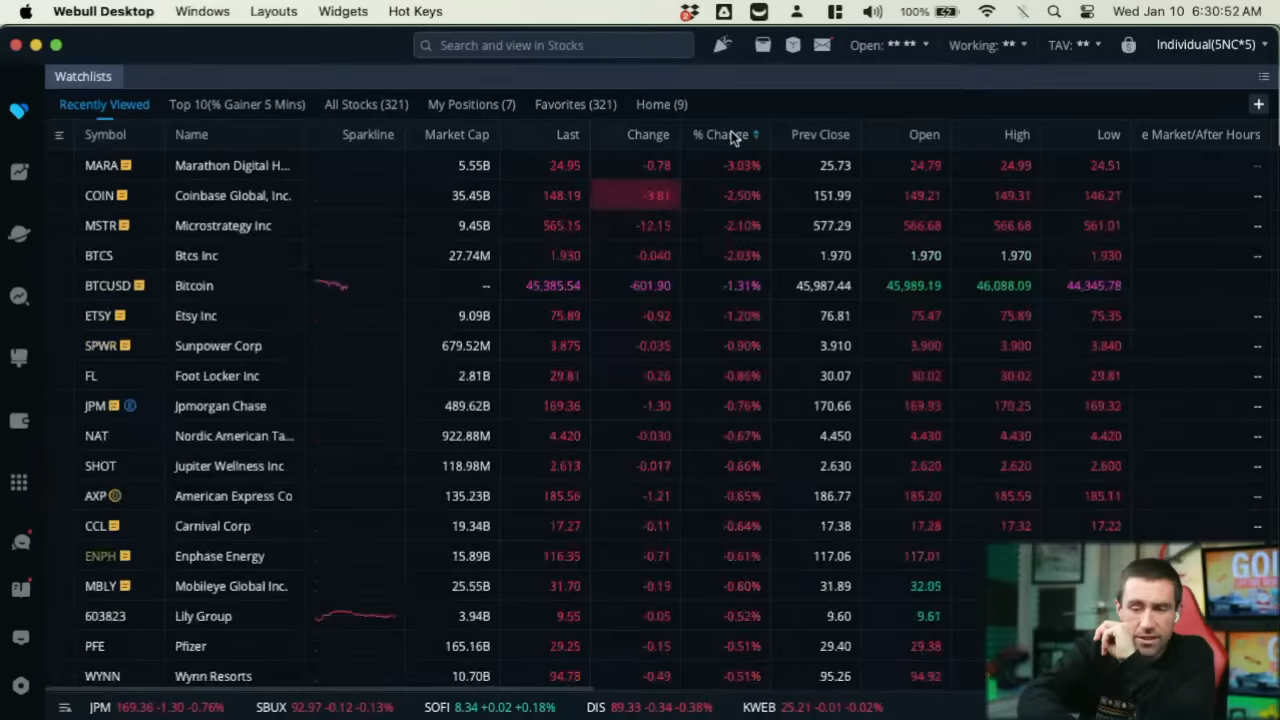 Webull Desktop Windows Layouts Widgets Hot Keys 2 100% Wed Jan 10 6:30:52 AM
Search and view in Stocks Open: ** ** Working: ** TAV: ** Individual(5NC*5)
Watchlists
Recently Viewed Top 10(% Gainer 5 Mins) All Stocks (321) My Positions (7) Favorites (321) Home (9) +
Symbol Name Sparkline Market Cap Last Change % Change Prev Close Open High Low e Market/After Hours
MARA Marathon Digital H... 5.55B 24.95 -0.78 -3.03% 25.73 24.79 24.99 24.51 --
COIN Coinbase Global, Inc. 35.45B 148.19 -3.81 -2.50% 151.99 149.21 149.31 146.21 --
MSTR Microstrategy Inc 9.45B 565.15 -12.15 -2.10% 577.29 566.68 566.68 561.01 --
BTCS Btcs Inc 27.74M 1.930 -0.040 -2.03% 1.970 1.970 1.970 1.930 --
BTCUSD Bitcoin -- 45,385.54 -601.90 -1.31% 45,987.44 45,989.19 46,088.09 44,345.78 --
ETSY Etsy Inc 9.09B 75.89 -0.92 -1.20% 76.81 75.47 75.89 75.35 --
SPWR Sunpower Corp 679.52M 3.875 -0.035 -0.90% 3.910 3.900 3.900 3.840 --
FL Foot Locker Inc 2.81B 29.81 -0.26 -0.86% 30.07 30.02 30.02 29.81 --
JPM Jpmorgan Chase 489.62B 169.36 -1.30 -0.76% 170.66 169.93 170.25 169.32 --
NAT Nordic American Ta... 922.88M 4.420 -0.030 -0.67% 4.450 4.430 4.430 4.420 --
SHOT Jupiter Wellness Inc 118.98M 2.613 -0.017 -0.66% 2.630 2.620 2.620 2.600 --
AXP American Express Co 135.23B 185.56 -1.21 -0.65% 186.77 185.20 185.59 185.11 --
CCL Carnival Corp 19.34B 17.27 -0.11 -0.64% 17.38 17.28 17.32 17.22 --
ENPH Enphase Energy 15.89B 116.35 -0.71 -0.61% 117.06 117.01
MBLY Mobileye Global Inc. 25.55B 31.70 -0.19 -0.60% 31.89 32.05
603823 Lily Group 3.94B 9.55 -0.05 -0.52% 9.60 9.61
PFE Pfizer 165.16B 29.25 -0.15 -0.51% 29.40 29.38
WYNN Wynn Resorts 10.70B 94.78 -0.49 -0.51% 95.26 94.92
JPM 169.36 -1.30 -0.76% SBUX 92.97 -0.12 -0.13% SOFI 8.34 +0.02 +0.18% DIS 89.33 -0.34 -0.38% KWEB 25.21 -0.01 -0.02%